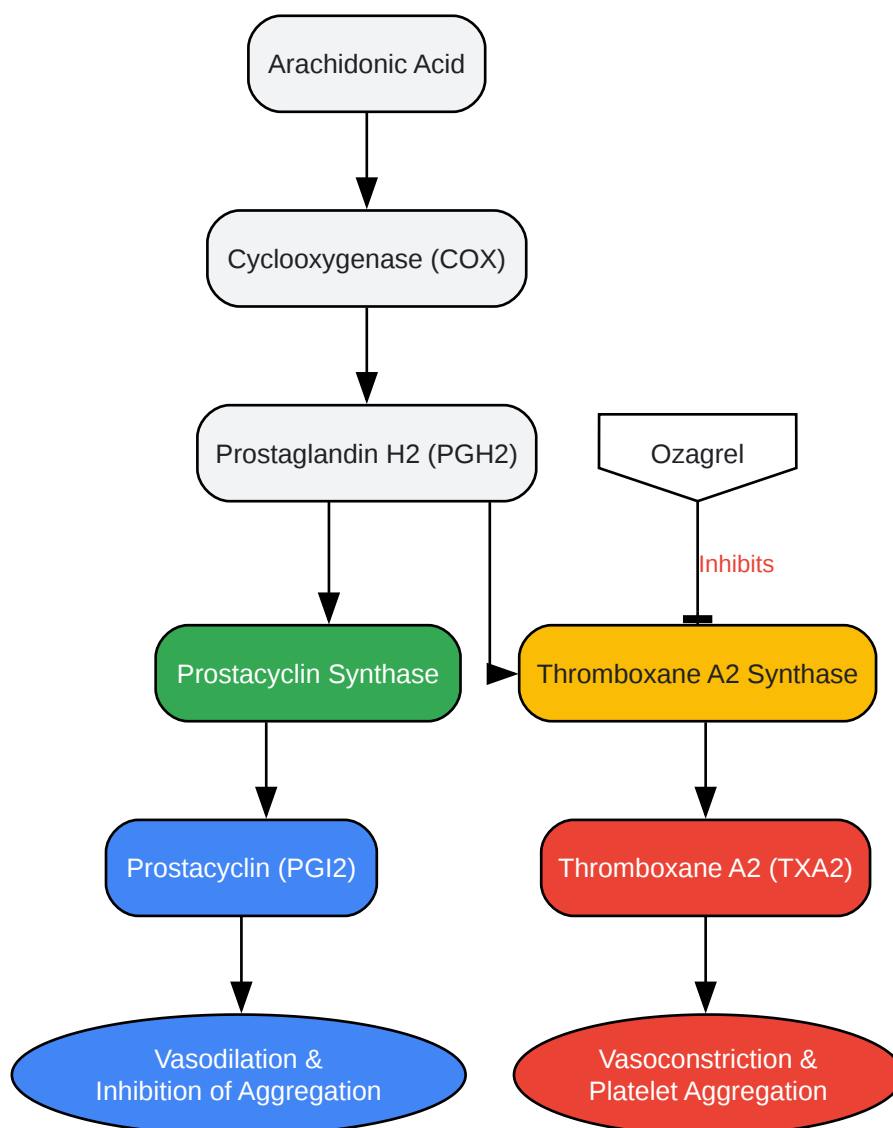 Arachidonic Acid
Cyclooxygenase (COX)
Prostaglandin H2 (PGH2)
Ozagrel
Inhibits
Prostacyclin Synthase
Thromboxane A2 Synthase
Prostacyclin (PGI2)
Thromboxane A2 (TXA2)
Vasodilation &
Inhibition of Aggregation
Vasoconstriction &
Platelet Aggregation